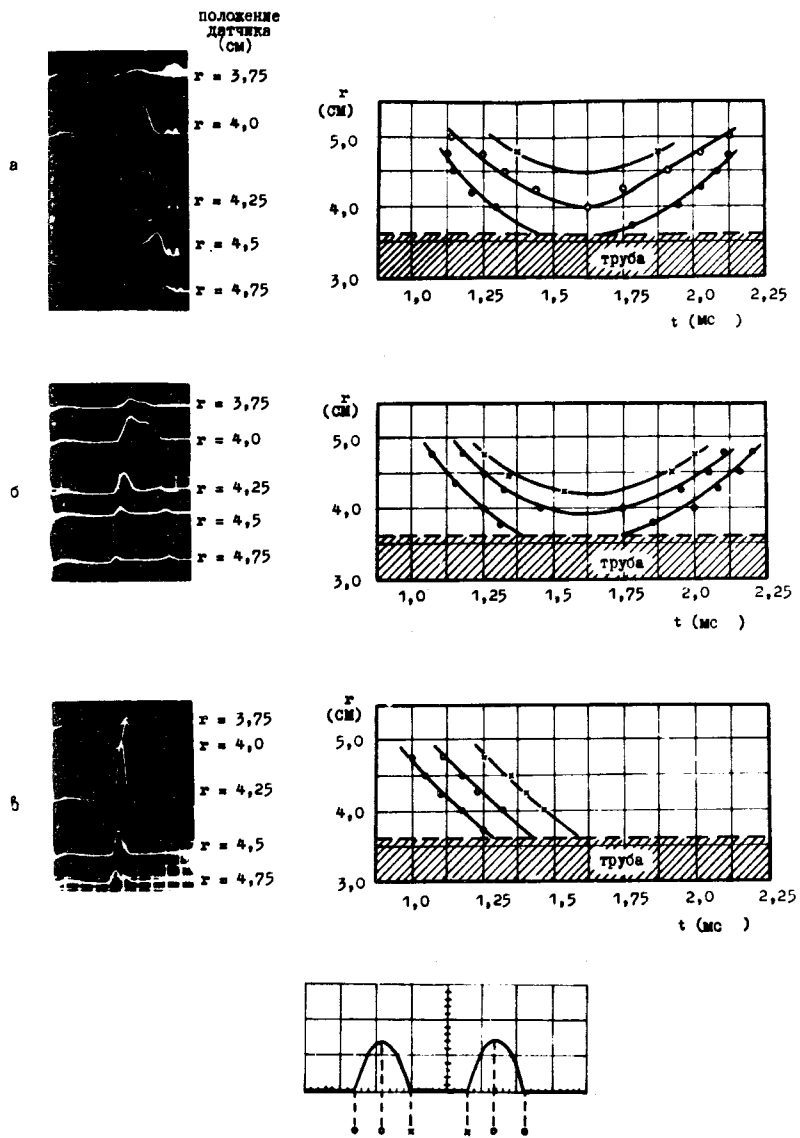 положение
датчика
(см)
а
r = 3,75
r = 4,0
r = 4,25
r = 4,5
r = 4,75
r
(см)
5,0
4,0
3,0
труба
1,0 1,25 1,5 1,75 2,0 2,25
t (мс )
б
r = 3,75
r = 4,0
r = 4,25
r = 4,5
r = 4,75
r
(см)
5,0
4,0
3,0
труба
1,0 1,25 1,5 1,75 2,0 2,25
t (мс )
в
r = 3,75
r = 4,0
r = 4,25
r = 4,5
r = 4,75
r
(см)
5,0
4,0
3,0
труба
1,0 1,25 1,5 1,75 2,0 2,25
t (мс )